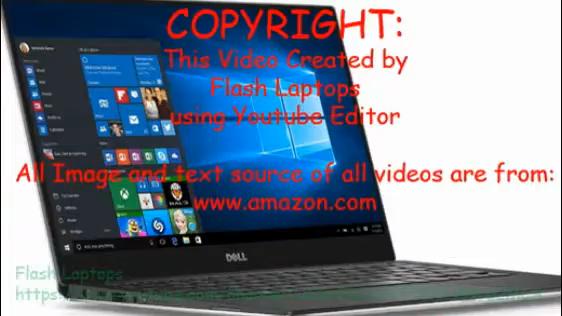 COPYRIGHT:
This Video Created by
Flash Laptops
using Youtube Editor
All Image and text source of all videos are from:
www.amazon.com
DELL
Flash Laptops